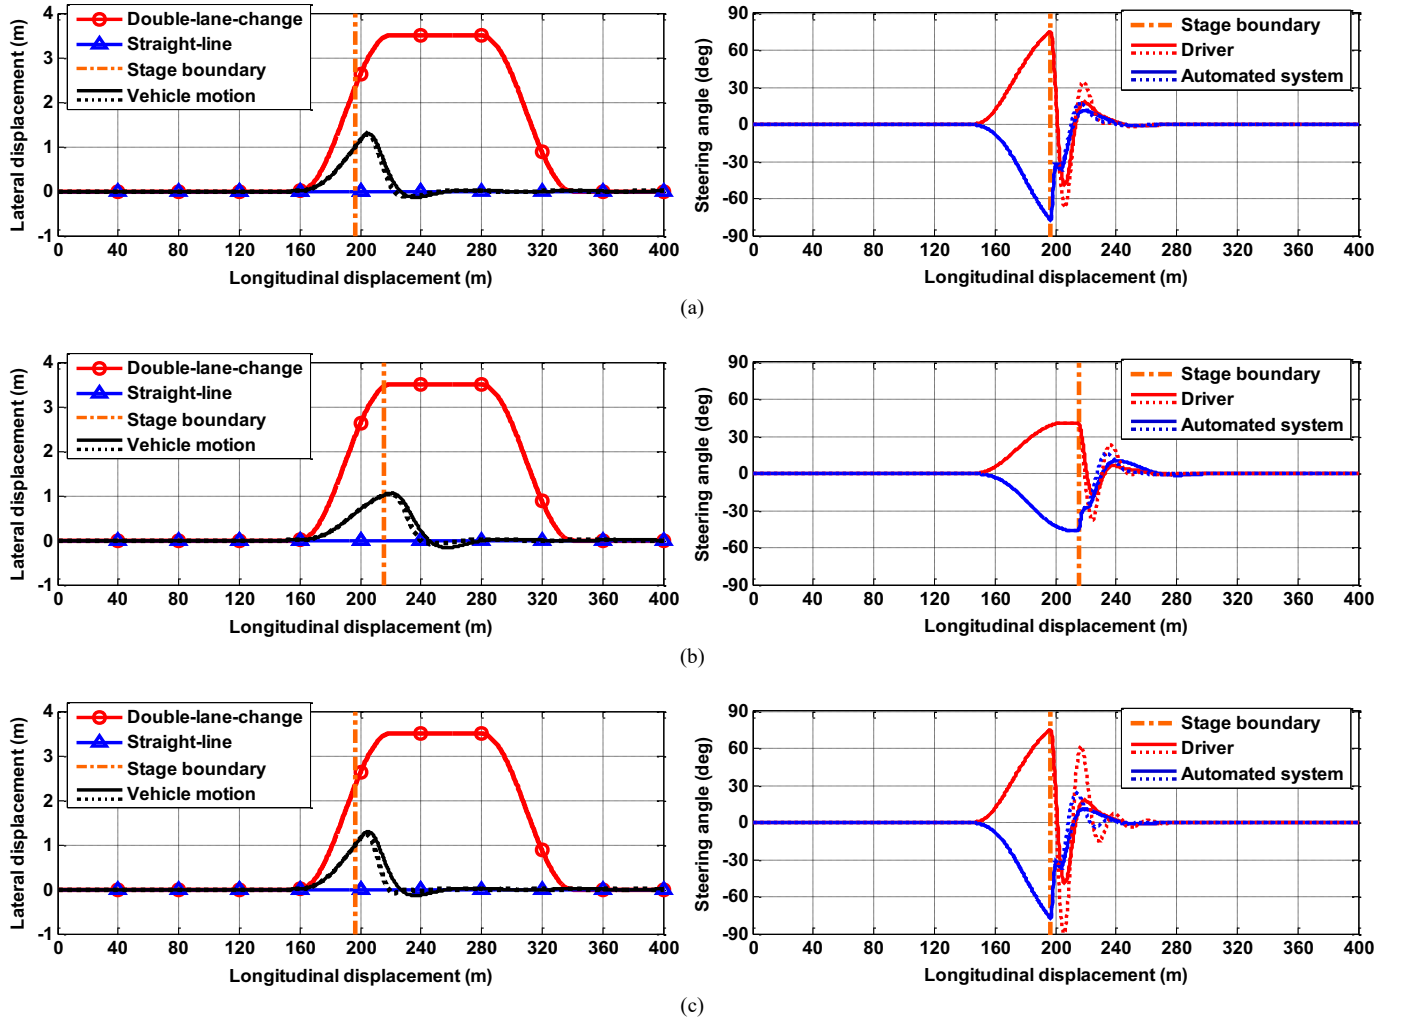 Lateral displacement (m)
4
3
2
1
0
-1
Double-lane-change
Straight-line
Stage boundary
Vehicle motion
0 40 80 120 160 200 240 280 320 360 400
Longitudinal displacement (m)
Steering angle (deg)
90
60
30
0
-30
-60
-90
Stage boundary
Driver
Automated system
0 40 80 120 160 200 240 280 320 360 400
Longitudinal displacement (m)
(a)
Lateral displacement (m)
4
3
2
1
0
-1
Double-lane-change
Straight-line
Stage boundary
Vehicle motion
0 40 80 120 160 200 240 280 320 360 400
Longitudinal displacement (m)
Steering angle (deg)
90
60
30
0
-30
-60
-90
Stage boundary
Driver
Automated system
0 40 80 120 160 200 240 280 320 360 400
Longitudinal displacement (m)
(b)
Lateral displacement (m)
4
3
2
1
0
-1
Double-lane-change
Straight-line
Stage boundary
Vehicle motion
0 40 80 120 160 200 240 280 320 360 400
Longitudinal displacement (m)
Steering angle (deg)
90
60
30
0
-30
-60
-90
Stage boundary
Driver
Automated system
0 40 80 120 160 200 240 280 320 360 400
Longitudinal displacement (m)
(c)